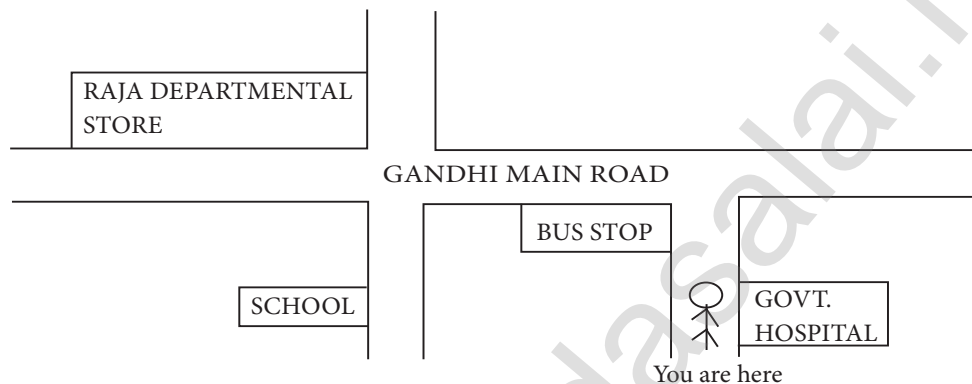 RAJA DEPARTMENTAL
STORE
GANDHI MAIN ROAD
BUS STOP
SCHOOL
GOVT.
HOSPITAL
You are here